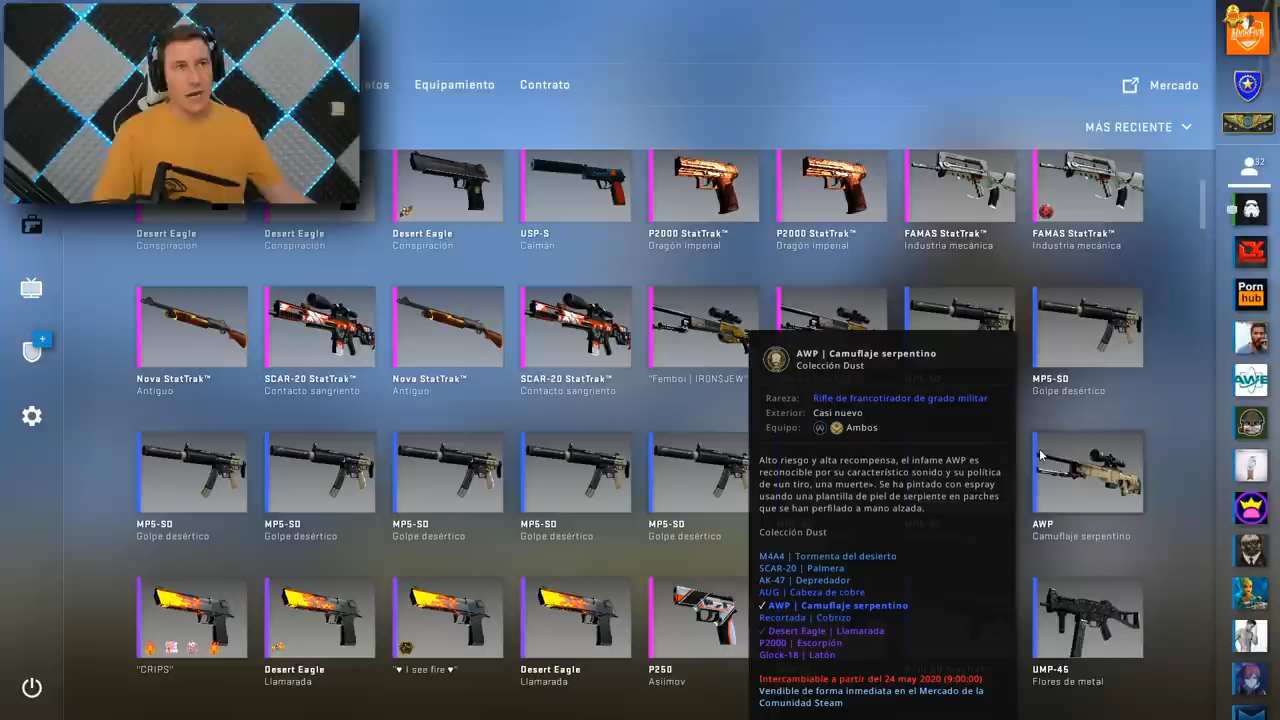 etos
Equipamiento
Contrato
Mercado
MÁS RECIENTE
32
Desert Eagle
Conspiración
Desert Eagle
Conspiración
Desert Eagle
Conspiración
USP-S
Caimán
P2000 StatTrak™
Dragón Imperial
P2000 StatTrak™
Dragón Imperial
FAMAS StatTrak™
Industria mecánica
FAMAS StatTrak™
Industria mecánica
Porn
hub
Nova StatTrak™
Antiguo
SCAR-20 StatTrak™
Contacto sangriento
Nova StatTrak™
Antiguo
SCAR-20 StatTrak™
Contacto sangriento
"Femboi | IR0N$JEW"
MP5-SD
Golpe desértico
AWP | Camuflaje serpentino
Colección Dust
Rareza: Rifle de francotirador de grado militar
Exterior: Casi nuevo
Equipo: Ambos
Alto riesgo y alta recompensa, el infame AWP es
reconocible por su característico sonido y su política
de «un tiro, una muerte». Se ha pintado con espray
usando una plantilla de piel de serpiente en parches
que se han perfilado a mano alzada.
Colección Dust
M4A4 | Tormenta del desierto
SCAR-20 | Palmera
AK-47 | Depredador
AUG | Cabeza de cobre
✓ AWP | Camuflaje serpentino
Recortada | Cobrizo
✓ Desert Eagle | Llamarada
P2000 | Escorpión
Glock-18 | Latón
Intercambiable a partir del 24 may 2020 (9:00:00)
Vendible de forma inmediata en el Mercado de la
Comunidad Steam
MP5-SD
Golpe desértico
MP5-SD
Golpe desértico
MP5-SD
Golpe desértico
MP5-SD
Golpe desértico
MP5-SD
Golpe desértico
AWP
Camuflaje serpentino
"CRIPS"
Desert Eagle
Llamarada
"♥ I see fire ♥"
Desert Eagle
Llamarada
P250
Asiimov
UMP-45
Flores de metal